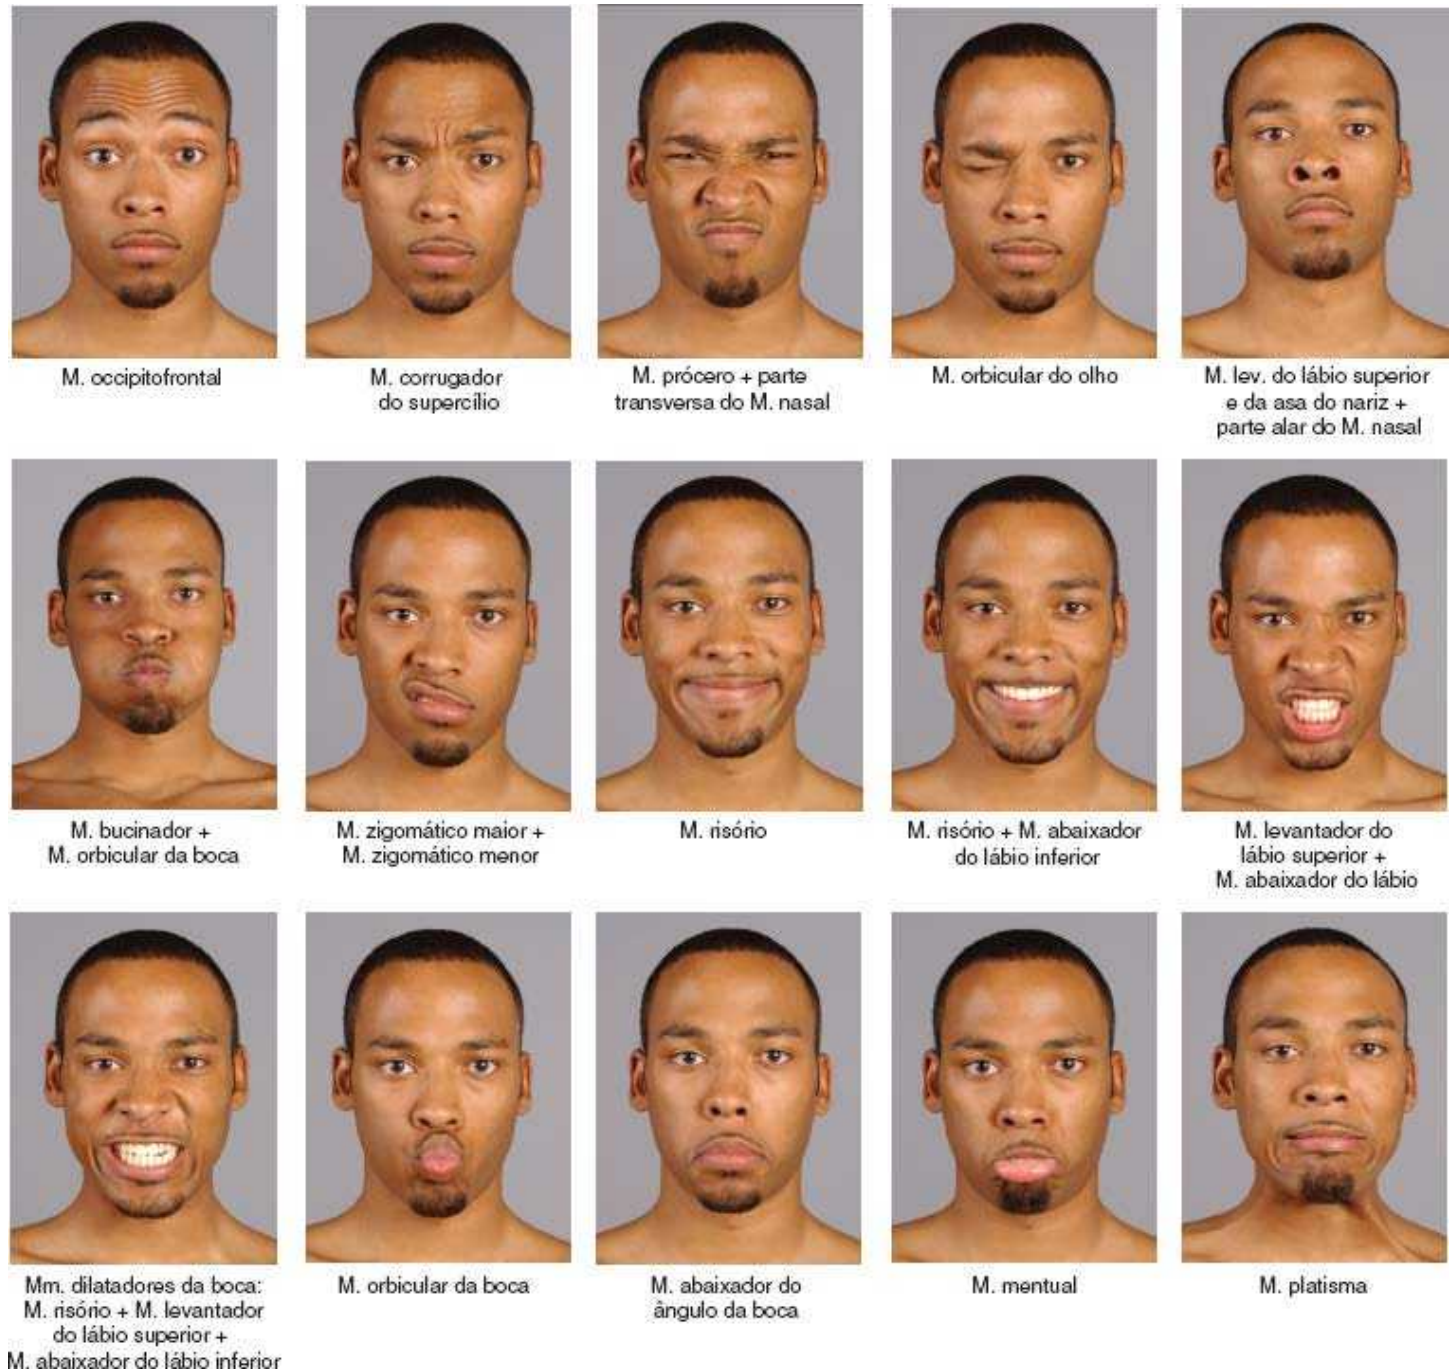 M. occipitofrontal
M. corrugador
do supercílio
M. prócero + parte
transversa do M. nasal
M. orbicular do olho
M. lev. do lábio superior
e da asa do nariz +
parte alar do M. nasal
M. bucinador +
M. orbicular da boca
M. zigomático maior +
M. zigomático menor
M. risório
M. risório + M. abaixador
do lábio inferior
M. levantador do
lábio superior +
M. abaixador do lábio
Mm. dilatadores da boca:
M. risório + M. levantador
do lábio superior +
M. abaixador do lábio inferior
M. orbicular da boca
M. abaixador do
ângulo da boca
M. mentual
M. platisma